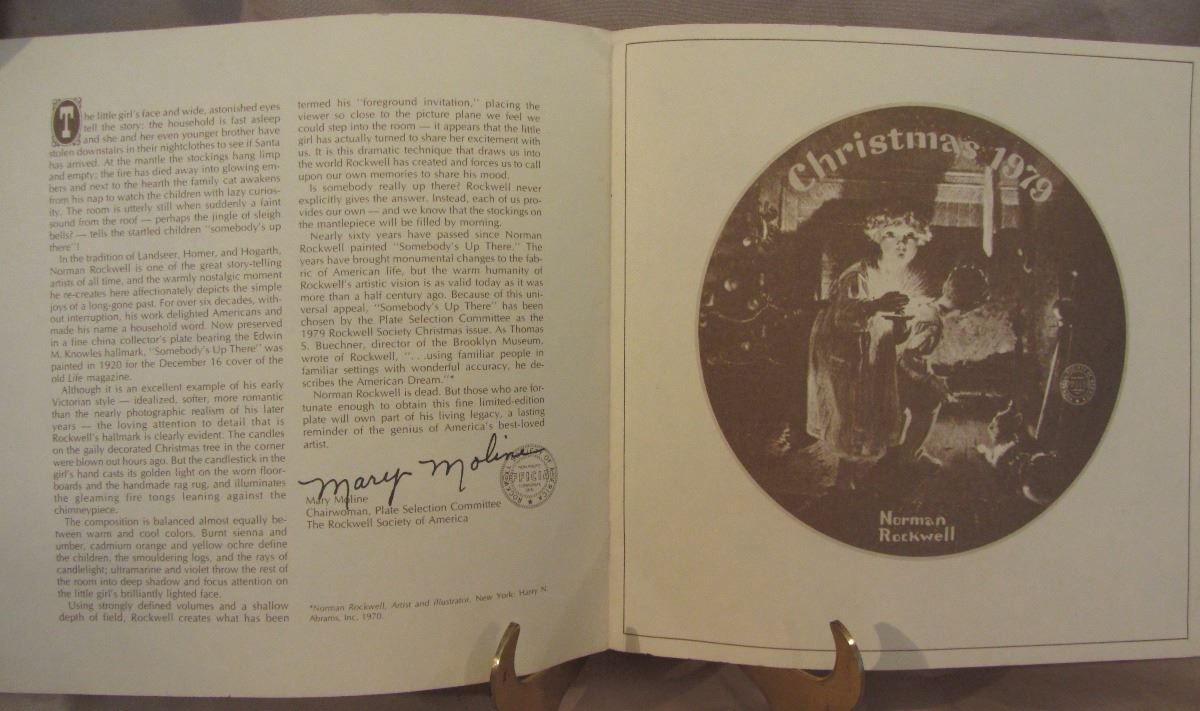 The little girl's face and wide, astonished eyes
tell the story: the household is fast asleep
and she and her even younger brother have
stolen downstairs in their nightclothes to see if Santa
has arrived. At the mantle the stockings hang limp
and empty; the fire has died away into glowing em-
bers and next to the hearth the family cat awakens
from his nap to watch the children with lazy curios-
ity. The room is utterly still when suddenly a faint
sound from the roof — perhaps the jingle of sleigh
bells? — tells the startled children "somebody's up
there"!
In the tradition of Landseer, Homer, and Hogarth,
Norman Rockwell is one of the great story-telling
artists of all time, and the warmly nostalgic moment
he re-creates here affectionately depicts the simple
joys of a long-gone past. For over six decades, with-
out interruption, his work delighted Americans and
made his name a household word. Now preserved
in a fine china collector's plate bearing the Edwin
M. Knowles hallmark, "Somebody's Up There" was
painted in 1920 for the December 16 cover of the
old Life magazine.
Although it is an excellent example of his early
Victorian style — idealized, softer, more romantic
than the nearly photographic realism of his later
years — the loving attention to detail that is
Rockwell's hallmark is clearly evident. The candles
on the gaily decorated Christmas tree in the corner
were blown out hours ago. But the candlestick in the
girl's hand casts its golden light on the worn floor-
boards and the handmade rag rug, and illuminates
the gleaming fire tongs leaning against the
chimneypiece.
The composition is balanced almost equally be-
tween warm and cool colors. Burnt sienna and
umber, cadmium orange and yellow ochre define
the children, the smouldering logs, and the rays of
candlelight; ultramarine and violet throw the rest of
the room into deep shadow and focus attention on
the little girl's brilliantly lighted face.
Using strongly defined volumes and a shallow
depth of field, Rockwell creates what has been
termed his "foreground invitation," placing the
viewer so close to the picture plane we feel we
could step into the room — it appears that the little
girl has actually turned to share her excitement with
us. It is this dramatic technique that draws us into
the world Rockwell has created and forces us to call
upon our own memories to share his mood.
Is somebody really up there? Rockwell never
explicitly gives the answer. Instead, each of us pro-
vides our own — and we know that the stockings on
the mantlepiece will be filled by morning.
Nearly sixty years have passed since Norman
Rockwell painted "Somebody's Up There." The
years have brought monumental changes to the fab-
ric of American life, but the warm humanity of
Rockwell's artistic vision is as valid today as it was
more than a half century ago. Because of this uni-
versal appeal, "Somebody's Up There" has been
chosen by the Plate Selection Committee as the
1979 Rockwell Society Christmas issue. As Thomas
S. Buechner, director of the Brooklyn Museum,
wrote of Rockwell, ". . . using familiar people in
familiar settings with wonderful accuracy, he de-
scribes the American Dream."*
Norman Rockwell is dead. But those who are for-
tunate enough to obtain this fine limited-edition
plate will own part of his living legacy, a lasting
reminder of the genius of America's best-loved
artist.
Mary Moline
Mary Moline
Chairwoman, Plate Selection Committee
The Rockwell Society of America
*Norman Rockwell, Artist and Illustrator, New York: Harry N.
Abrams, Inc. 1970.
Christmas 1979
Norman
Rockwell